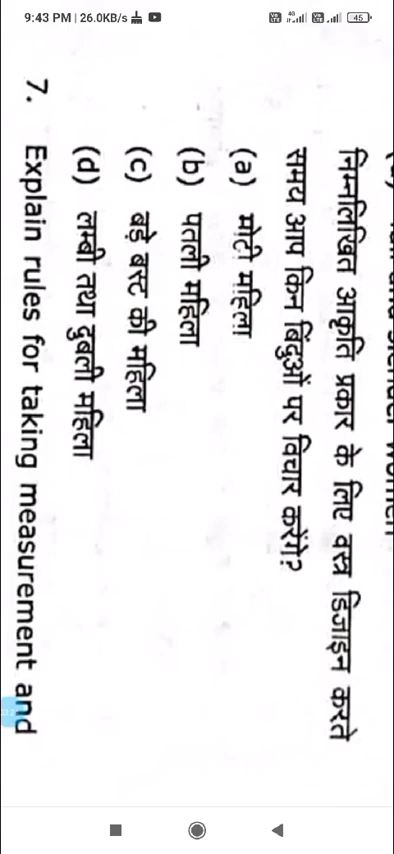 9:43 PM | 26.0KB/s
45
निम्नलिखित आकृति प्रकार के लिए वस्त्र डिजाइन करते
समय आप किन बिंदुओं पर विचार करेंगे?
(a) मोटी महिला
(b) पतली महिला
(c) बड़े बस्ट की महिला
(d) लम्बी तथा दुबली महिला
7. Explain rules for taking measurement and